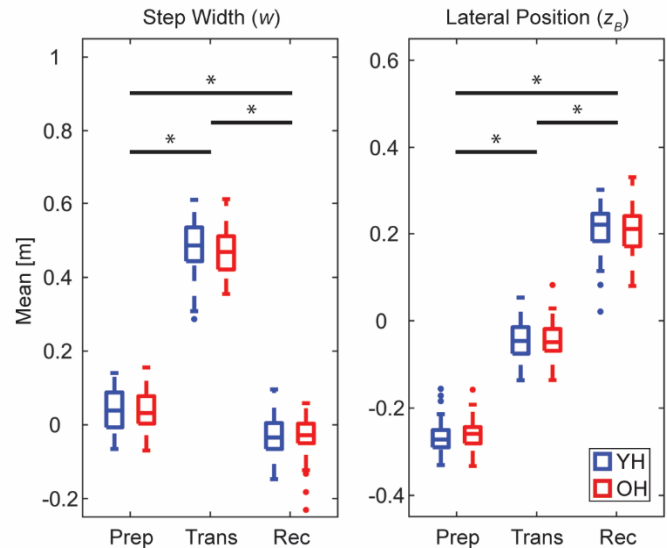 Step Width (w)
Lateral Position (z_B)
Mean [m]
1
0.8
0.6
0.4
0.2
0
-0.2
*
*
*
Prep Trans Rec
0.6
0.4
0.2
0
-0.2
-0.4
*
*
*
Prep Trans Rec
YH
OH